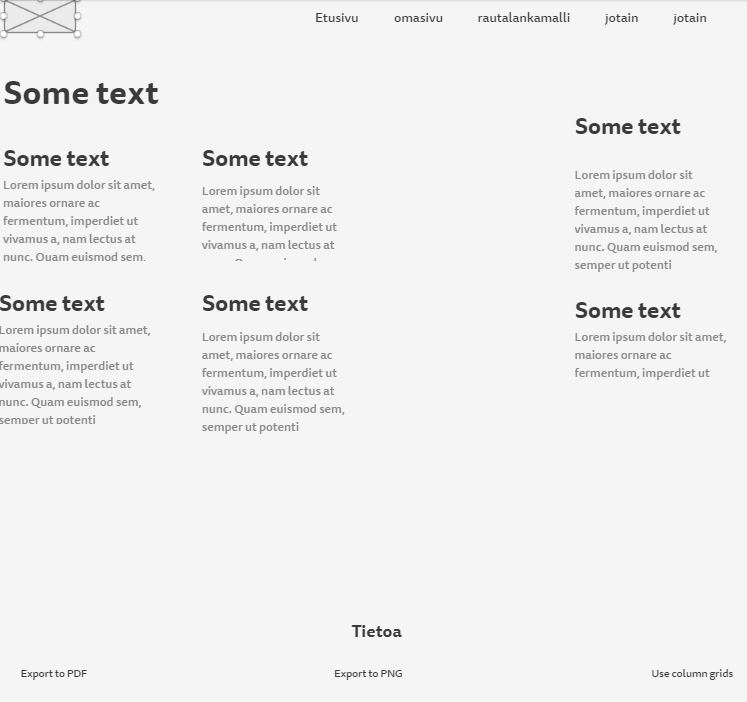 Etusivu omasivu rautalankamalli jotain jotain
Some text
Some text
Lorem ipsum dolor sit amet,
maiores ornare ac
fermentum, imperdiet ut
vivamus a, nam lectus at
nunc. Quam euismod sem,
Some text
Lorem ipsum dolor sit
amet, maiores ornare ac
fermentum, imperdiet ut
vivamus a, nam lectus at
Some text
Lorem ipsum dolor sit
amet, maiores ornare ac
fermentum, imperdiet ut
vivamus a, nam lectus at
nunc. Quam euismod sem,
semper ut potenti
Some text
Lorem ipsum dolor sit amet,
maiores ornare ac
fermentum, imperdiet ut
vivamus a, nam lectus at
nunc. Quam euismod sem,
semper ut potenti
Some text
Lorem ipsum dolor sit
amet, maiores ornare ac
fermentum, imperdiet ut
vivamus a, nam lectus at
nunc. Quam euismod sem,
semper ut potenti
Some text
Lorem ipsum dolor sit amet,
maiores ornare ac
fermentum, imperdiet ut
Tietoa
Export to PDF Export to PNG Use column grids